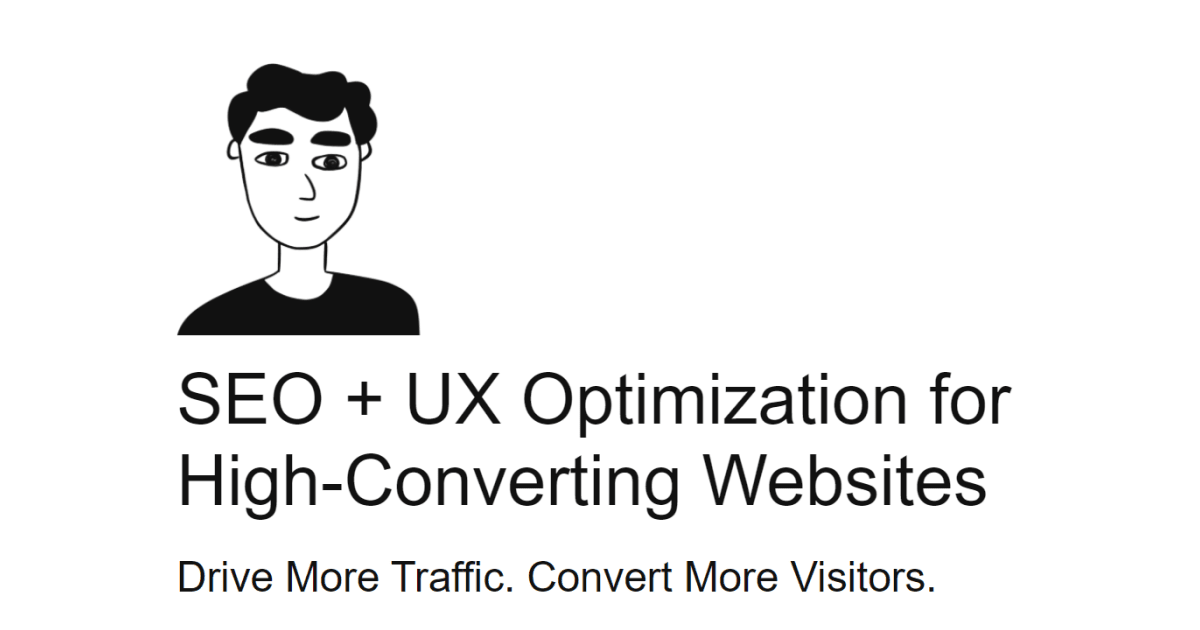 SEO + UX Optimization for
High-Converting Websites
Drive More Traffic. Convert More Visitors.